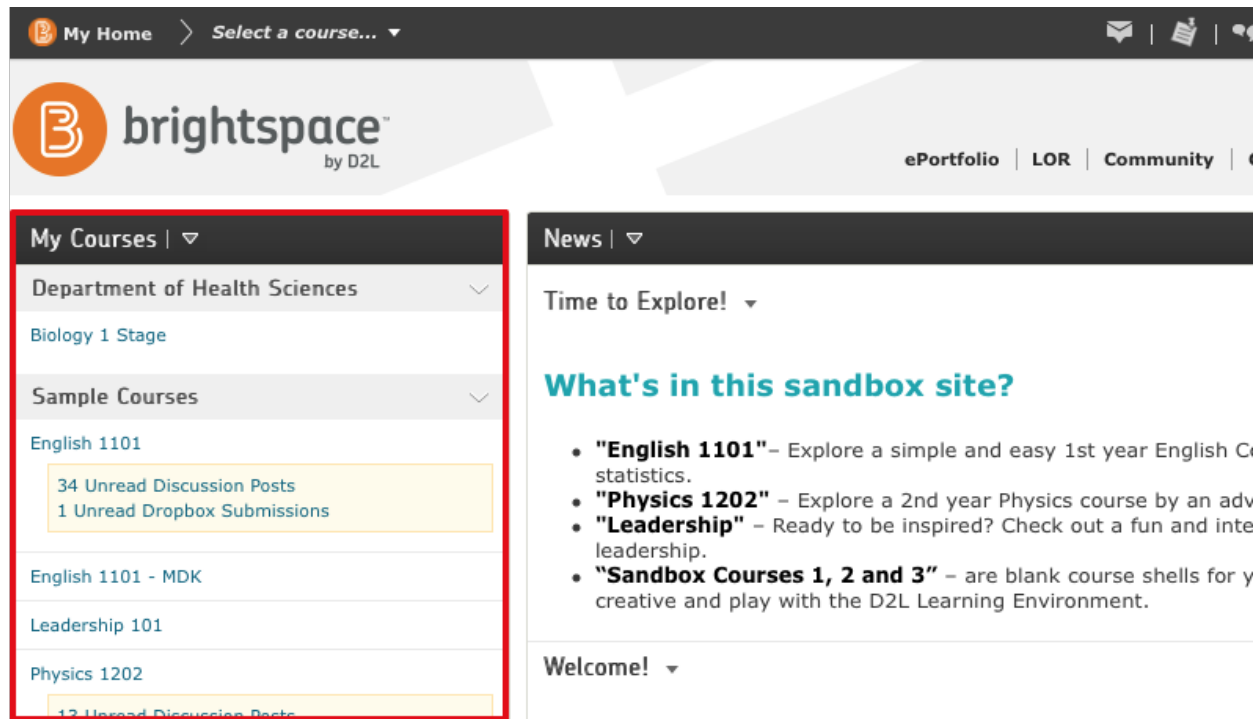 My Home
Select a course...
brightspace™
by D2L
ePortfolio | LOR | Community |
My Courses |
Department of Health Sciences
Biology 1 Stage
Sample Courses
English 1101
34 Unread Discussion Posts
1 Unread Dropbox Submissions
English 1101 - MDK
Leadership 101
Physics 1202
13 Unread Discussion Posts
News |
Time to Explore!
What's in this sandbox site?
• "English 1101"– Explore a simple and easy 1st year English
statistics.
• "Physics 1202" – Explore a 2nd year Physics course by an
• "Leadership" – Ready to be inspired? Check out a fun and
leadership.
• “Sandbox Courses 1, 2 and 3” – are blank course shells for
creative and play with the D2L Learning Environment.
Welcome!